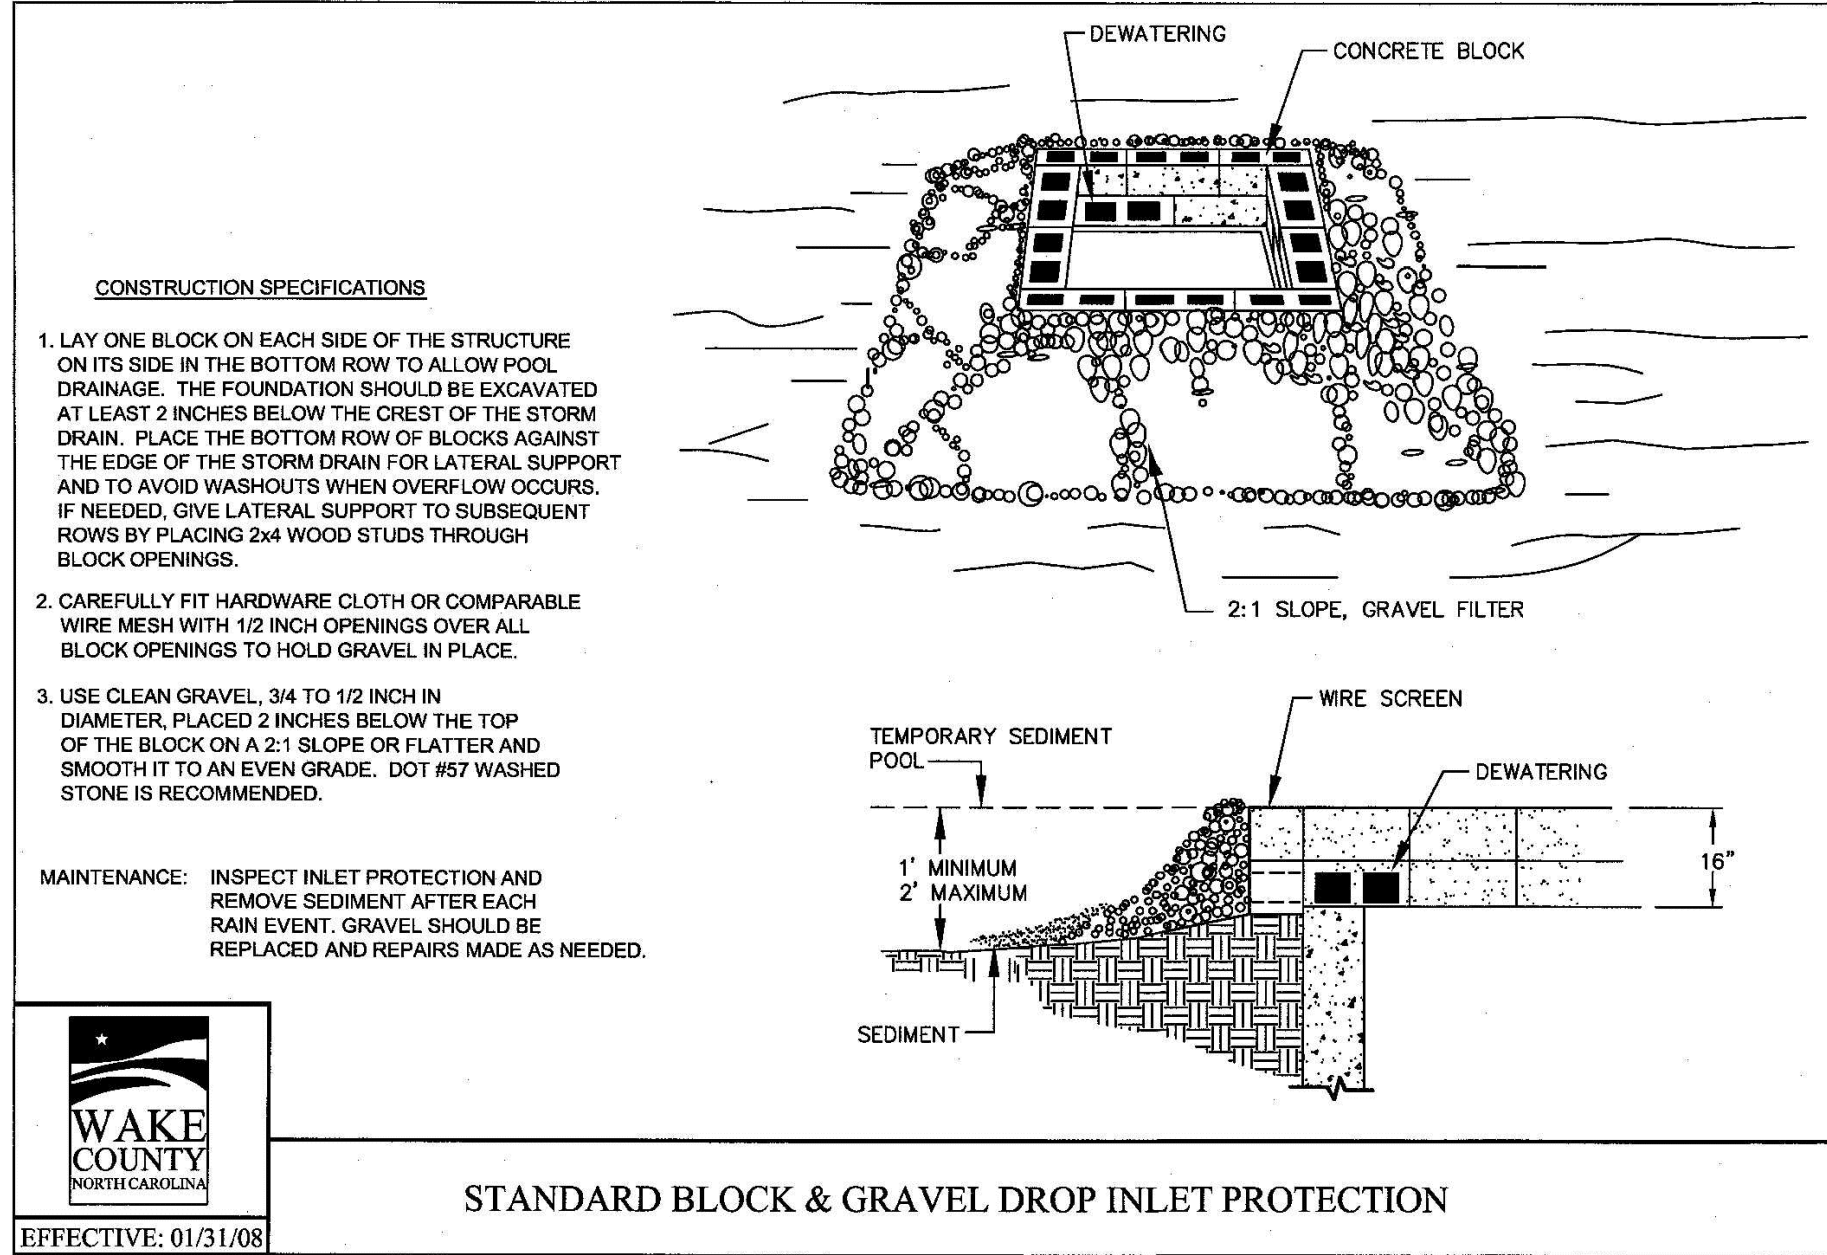 CONSTRUCTION SPECIFICATIONS
1. LAY ONE BLOCK ON EACH SIDE OF THE STRUCTURE
ON ITS SIDE IN THE BOTTOM ROW TO ALLOW POOL
DRAINAGE. THE FOUNDATION SHOULD BE EXCAVATED
AT LEAST 2 INCHES BELOW THE CREST OF THE STORM
DRAIN. PLACE THE BOTTOM ROW OF BLOCKS AGAINST
THE EDGE OF THE STORM DRAIN FOR LATERAL SUPPORT
AND TO AVOID WASHOUTS WHEN OVERFLOW OCCURS.
IF NEEDED, GIVE LATERAL SUPPORT TO SUBSEQUENT
ROWS BY PLACING 2x4 WOOD STUDS THROUGH
BLOCK OPENINGS.
2. CAREFULLY FIT HARDWARE CLOTH OR COMPARABLE
WIRE MESH WITH 1/2 INCH OPENINGS OVER ALL
BLOCK OPENINGS TO HOLD GRAVEL IN PLACE.
3. USE CLEAN GRAVEL, 3/4 TO 1/2 INCH IN
DIAMETER, PLACED 2 INCHES BELOW THE TOP
OF THE BLOCK ON A 2:1 SLOPE OR FLATTER AND
SMOOTH IT TO AN EVEN GRADE. DOT #57 WASHED
STONE IS RECOMMENDED.
MAINTENANCE: INSPECT INLET PROTECTION AND
REMOVE SEDIMENT AFTER EACH
RAIN EVENT. GRAVEL SHOULD BE
REPLACED AND REPAIRS MADE AS NEEDED.
DEWATERING
CONCRETE BLOCK
2:1 SLOPE, GRAVEL FILTER
WIRE SCREEN
TEMPORARY SEDIMENT
POOL
DEWATERING
1' MINIMUM
2' MAXIMUM
16"
SEDIMENT
WAKE
COUNTY
NORTH CAROLINA
EFFECTIVE: 01/31/08
STANDARD BLOCK & GRAVEL DROP INLET PROTECTION